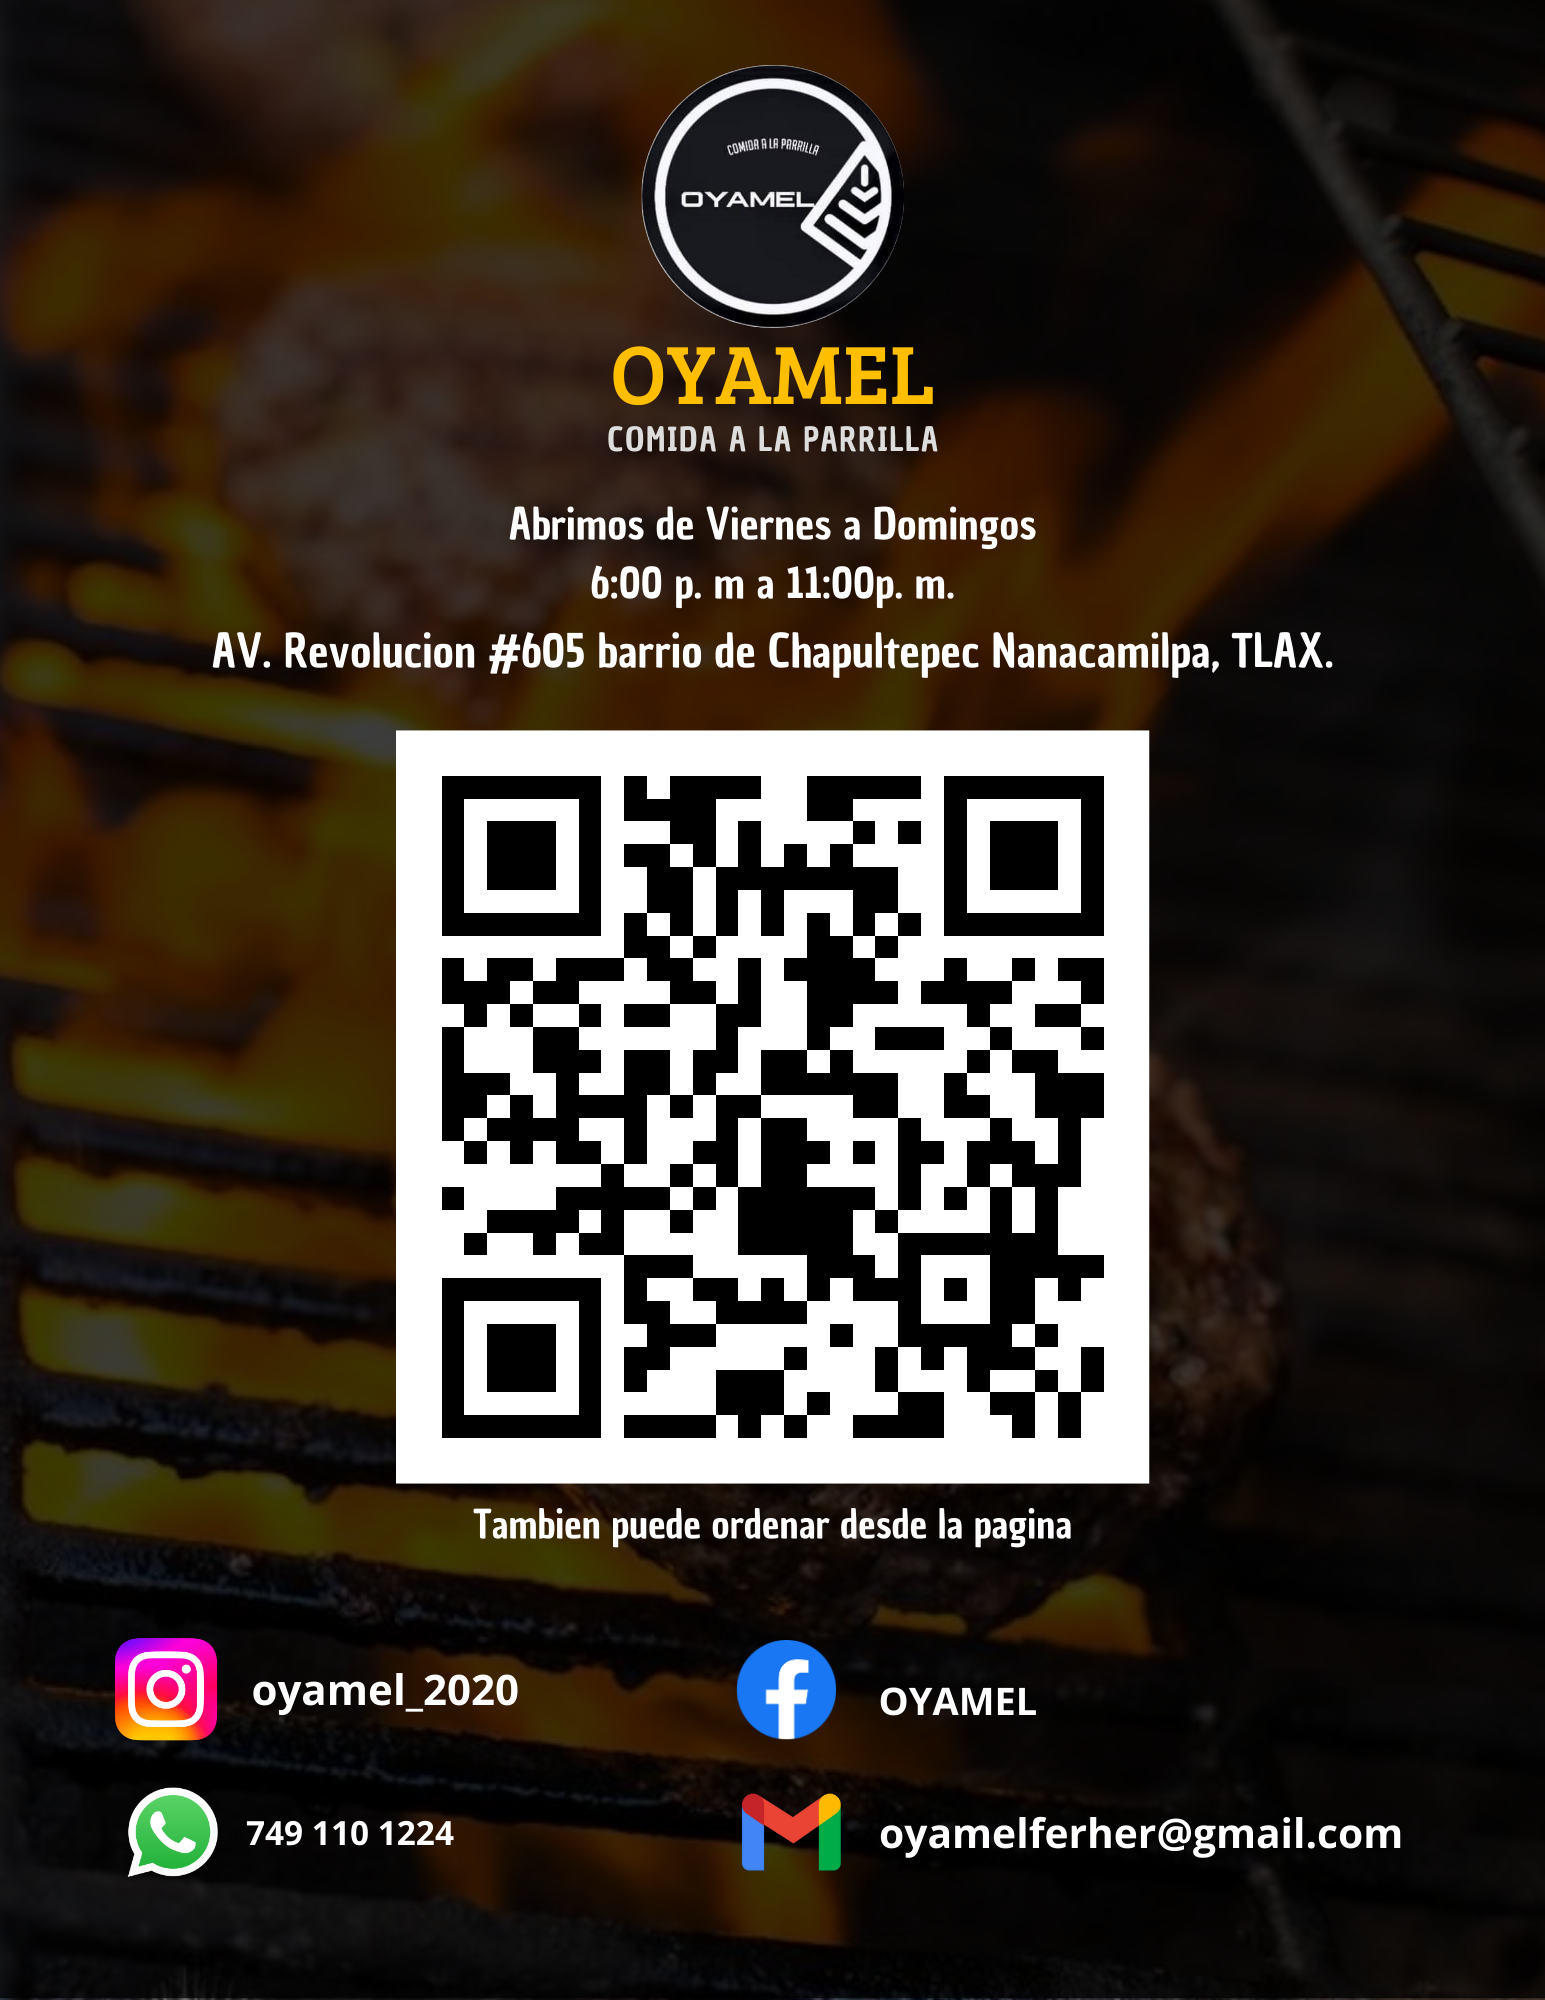 COMIDA A LA PARRILLA
OYAMEL
OYAMEL
COMIDA A LA PARRILLA
Abrimos de Viernes a Domingos
6:00 p. m a 11:00p. m.
AV. Revolucion #605 barrio de Chapultepec Nanacamilpa, TLAX.
Tambien puede ordenar desde la pagina
oyamel_2020
OYAMEL
749 110 1224
oyamelferher@gmail.com